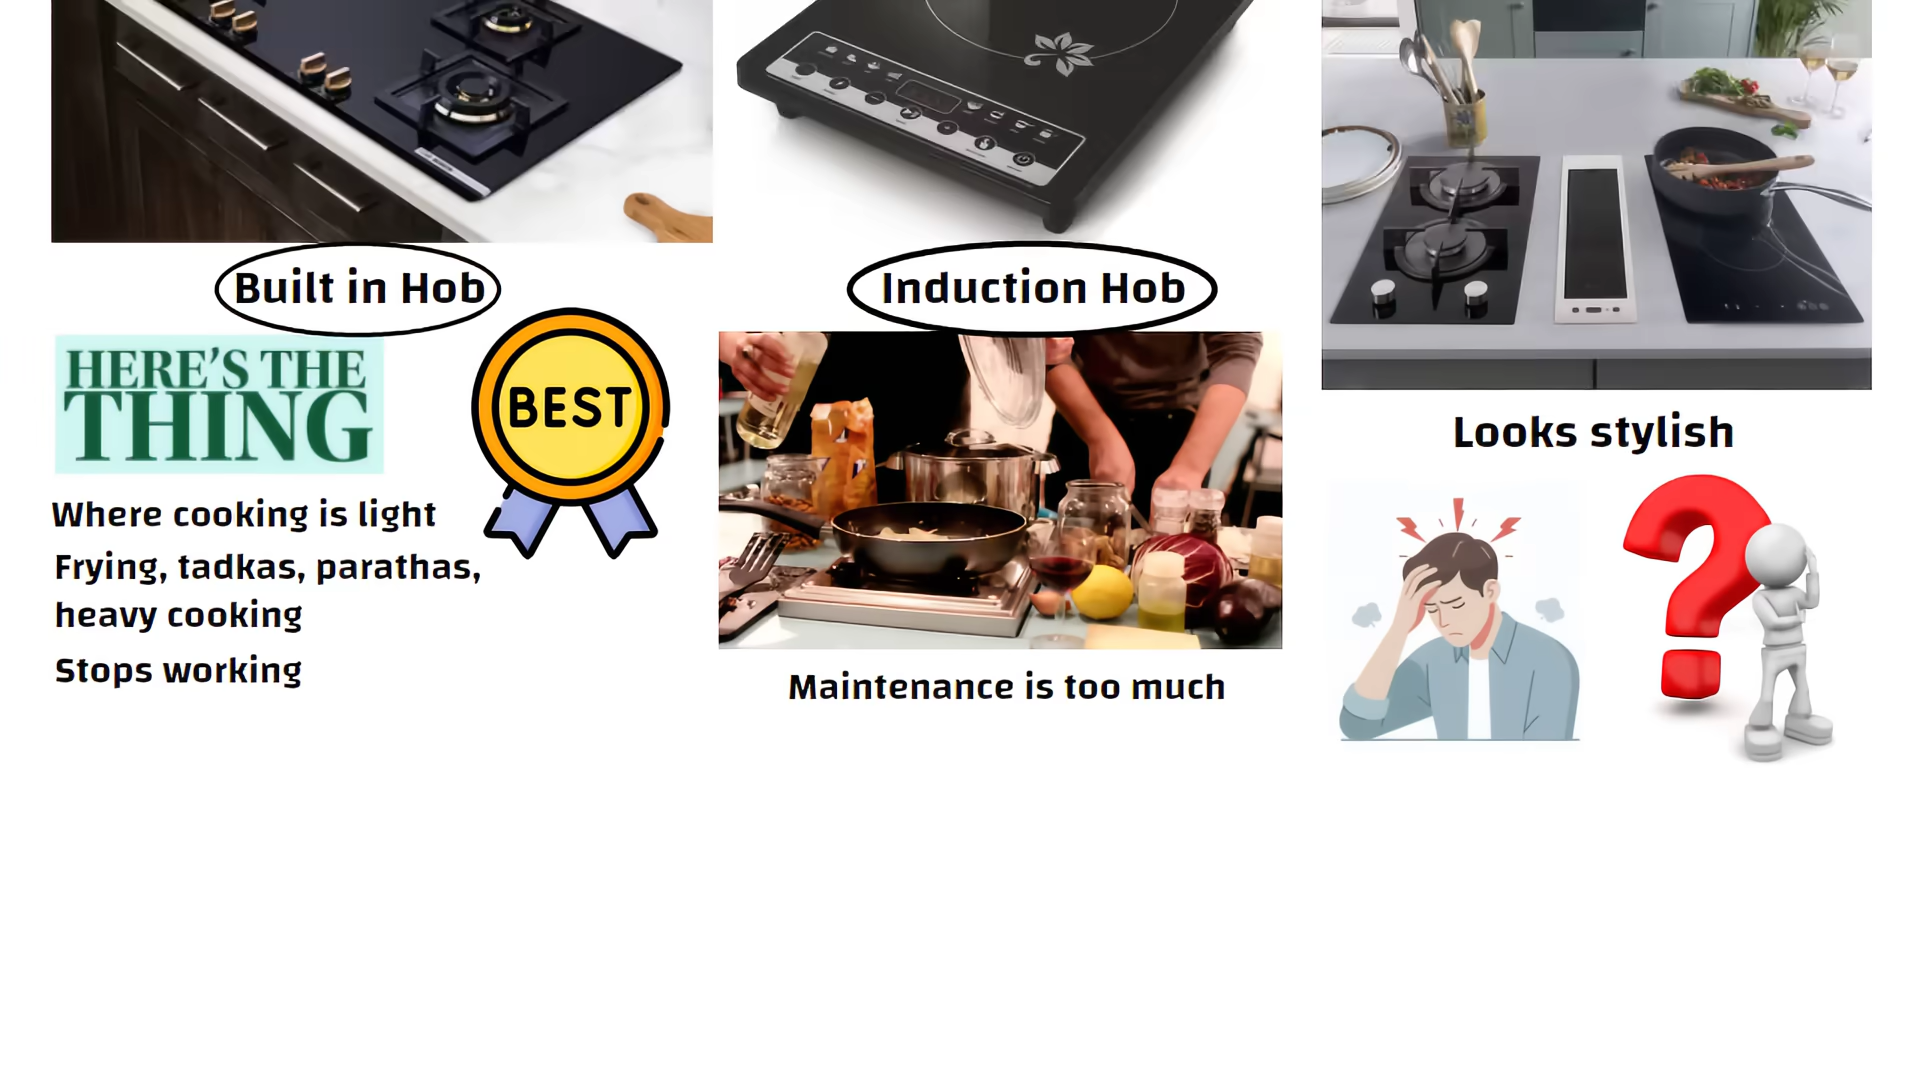 Built in Hob
HERE'S THE
THING
BEST
Where cooking is light
Frying, tadkas, parathas,
heavy cooking
Stops working
Induction Hob
Maintenance is too much
Looks stylish